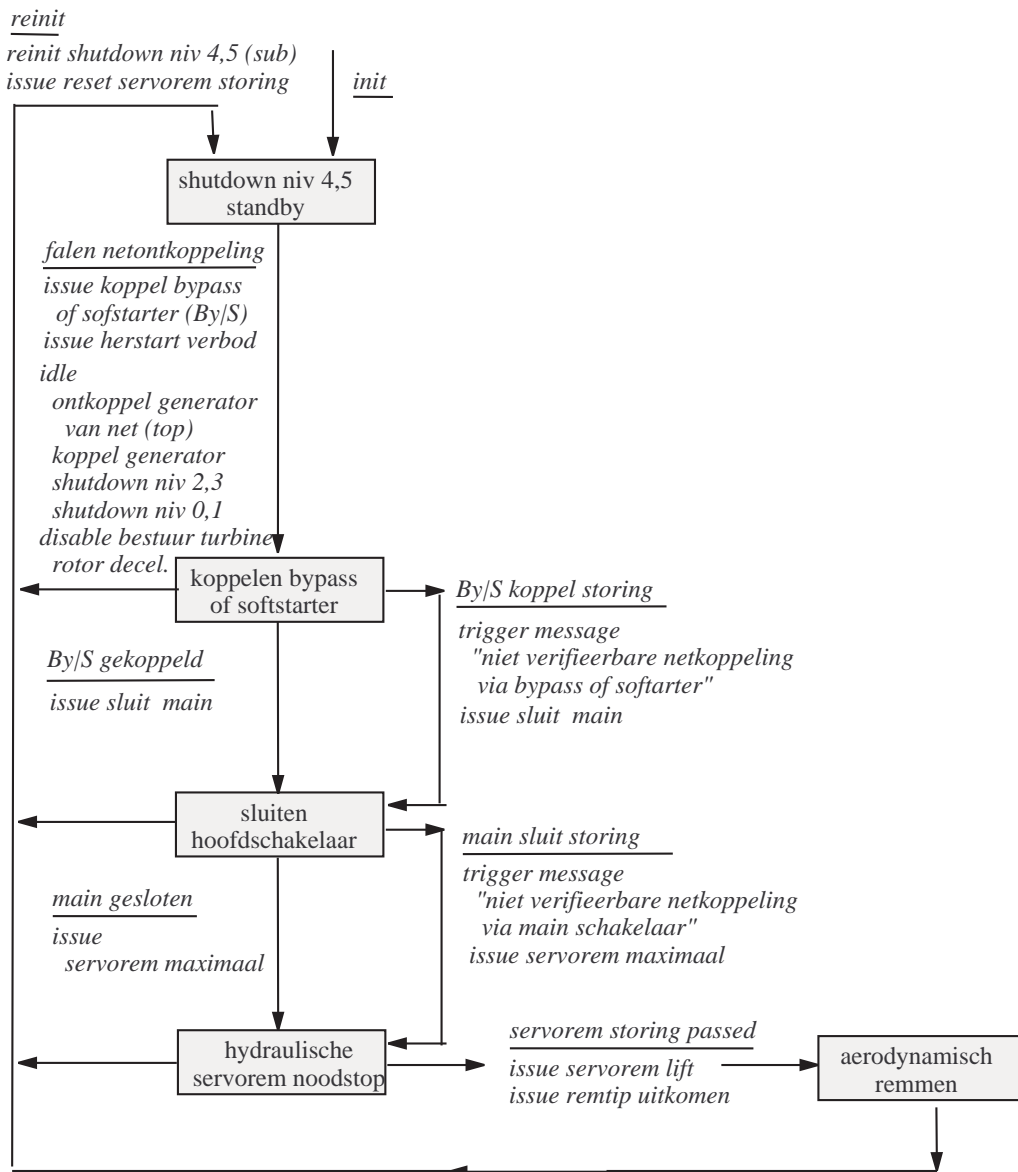 reinit
reinit shutdown niv 4,5 (sub)
issue reset servorem storing
init
shutdown niv 4,5
standby
falen netontkoppeling
issue koppel bypass
of sofstarter (By/S)
issue herstart verbod
idle
ontkoppel generator
van net (top)
koppel generator
shutdown niv 2,3
shutdown niv 0,1
disable bestuur turbine
rotor decel.
koppelen bypass
of softstarter
By/S koppel storing
trigger message
"niet verifieerbare netkoppeling
via bypass of softarter"
issue sluit main
By/S gekoppeld
issue sluit main
sluiten
hoofdschakelaar
main sluit storing
trigger message
"niet verifieerbare netkoppeling
via main schakelaar"
issue servorem maximaal
main gesloten
issue
servorem maximaal
hydraulische
servorem noodstop
servorem storing passed
issue servorem lift
issue remtip uitkomen
aerodynamisch
remmen